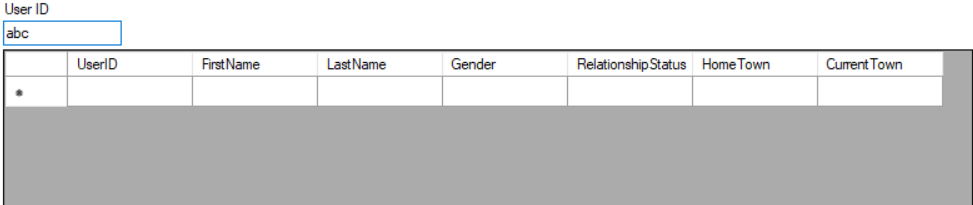 User ID
abc
UserID FirstName LastName Gender RelationshipStatus HomeTown CurrentTown
*